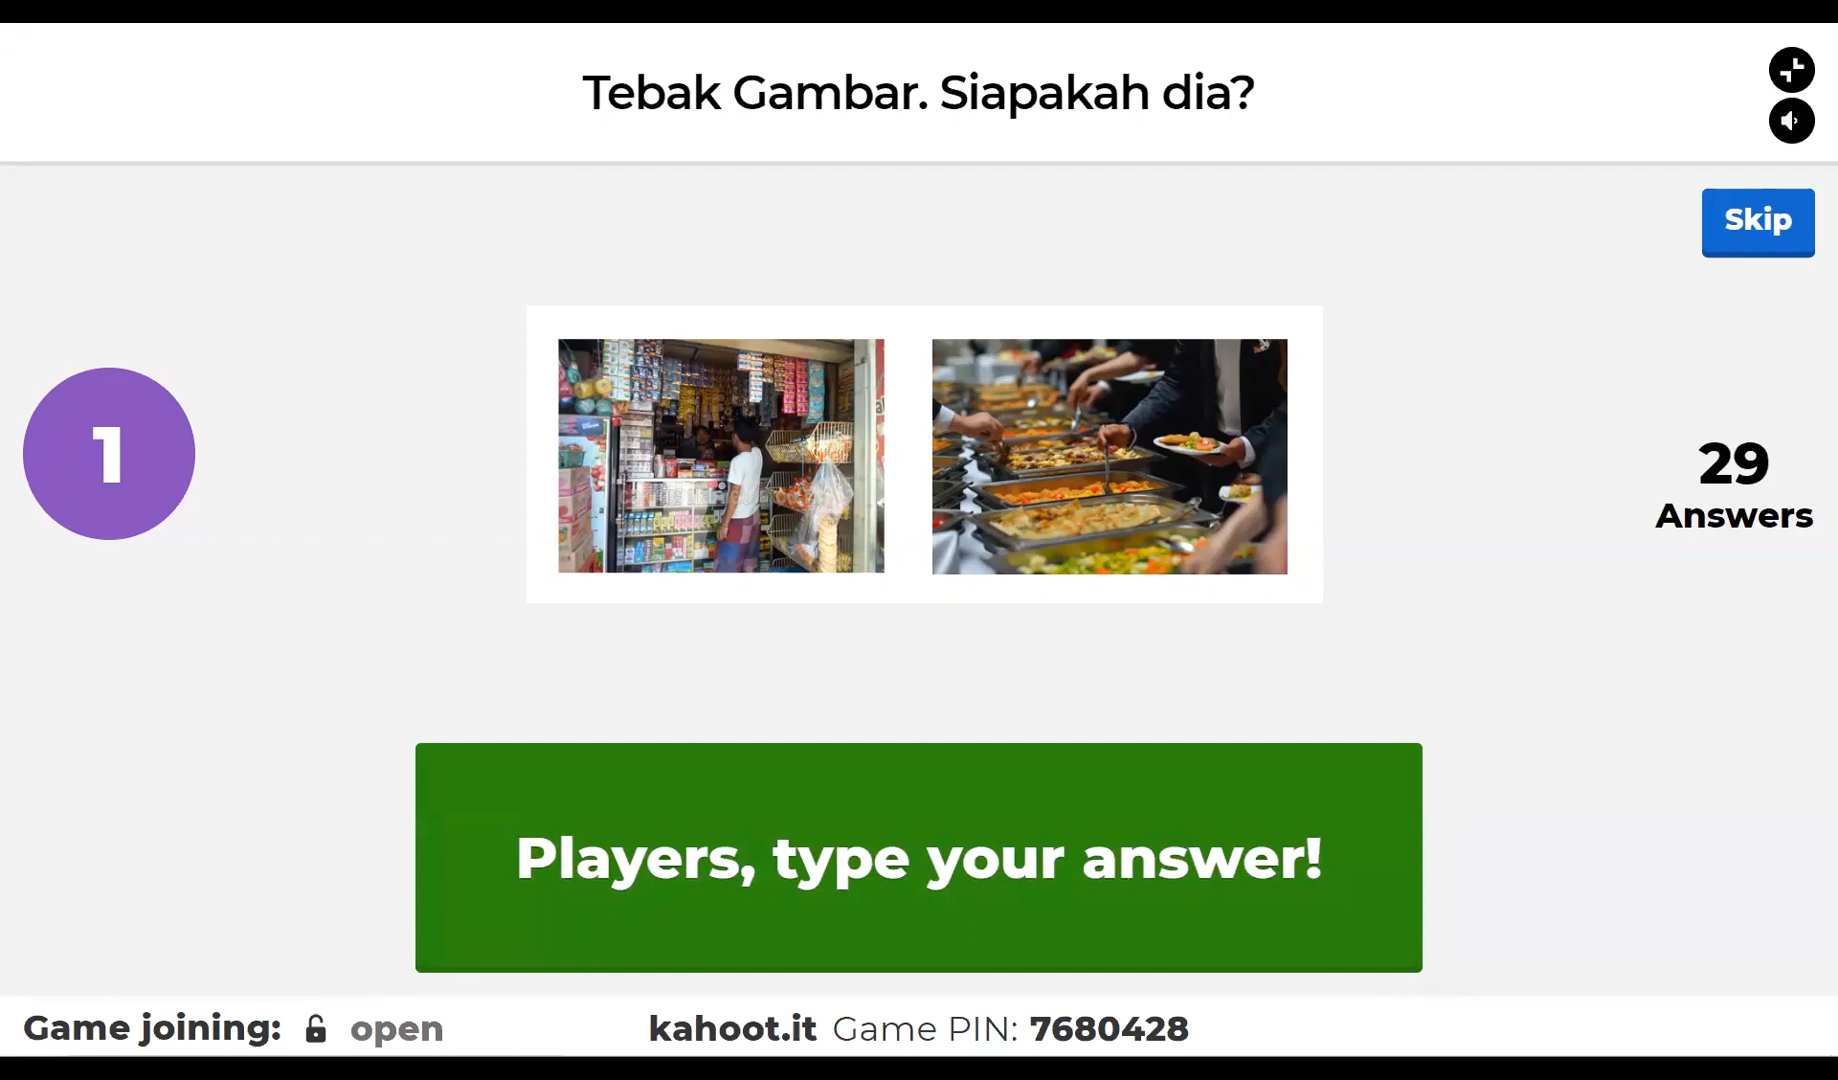 Tebak Gambar. Siapakah dia?
Skip
1
29
Answers
Players, type your answer!
Game joining: open
kahoot.it Game PIN: 7680428